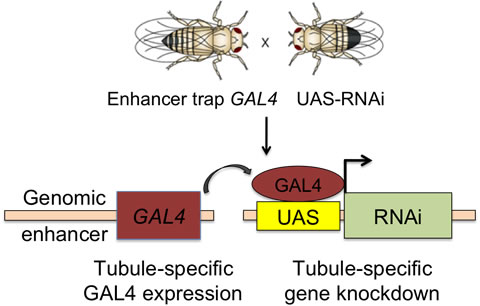 x
Enhancer trap GAL4 UAS-RNAi
GAL4
Genomic
enhancer
GAL4
UAS
RNAi
Tubule-specific
GAL4 expression
Tubule-specific
gene knockdown